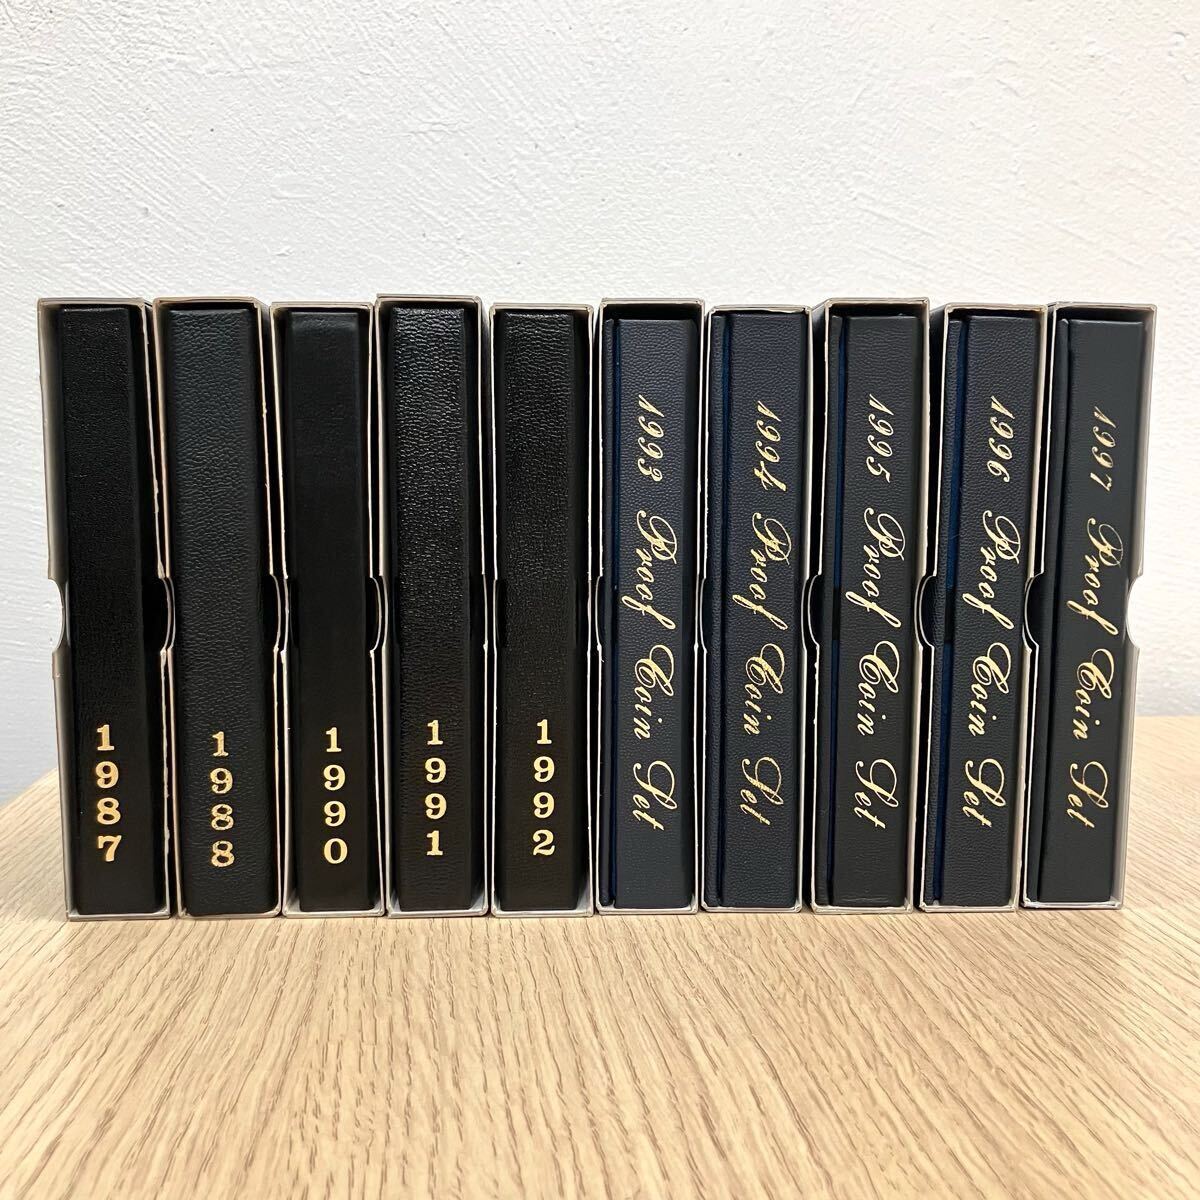 1987
1988
1990
1991
1992
1993 Proof Coin Set
1994 Proof Coin Set
1995 Proof Coin Set
1996 Proof Coin Set
1997 Proof Coin Set